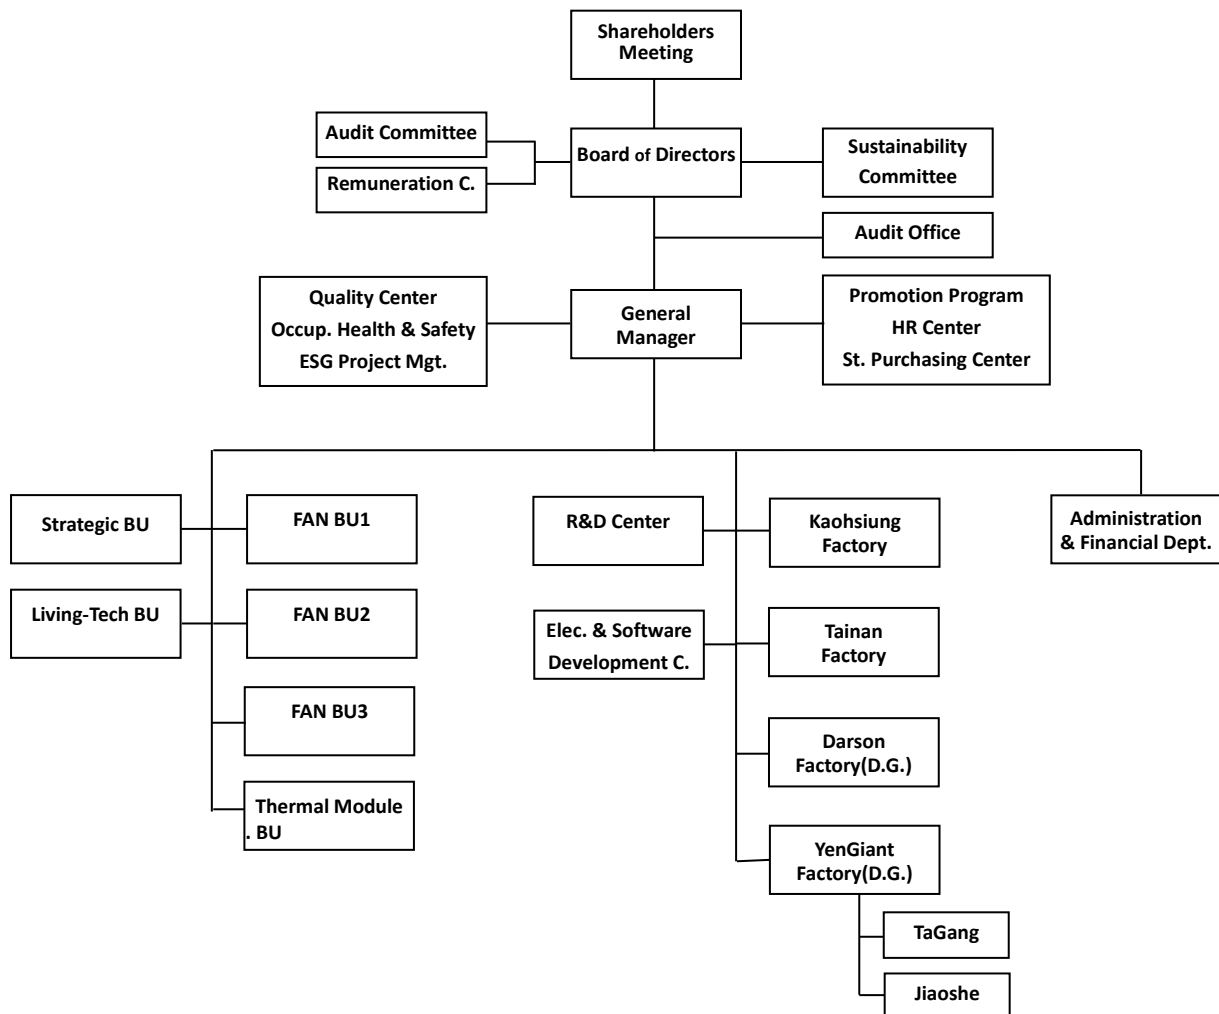 Shareholders
Meeting
Audit Committee
Remuneration C.
Board of Directors
Sustainability
Committee
Audit Office
Quality Center
Occup. Health & Safety
ESG Project Mgt.
General
Manager
Promotion Program
HR Center
St. Purchasing Center
Strategic BU
FAN BU1
R&D Center
Kaohsiung
Factory
Administration
& Financial Dept.
Living-Tech BU
FAN BU2
Elec. & Software
Development C.
Tainan
Factory
FAN BU3
Darson
Factory(D.G.)
Thermal Module
. BU
YenGiant
Factory(D.G.)
TaGang
Jiaoshe